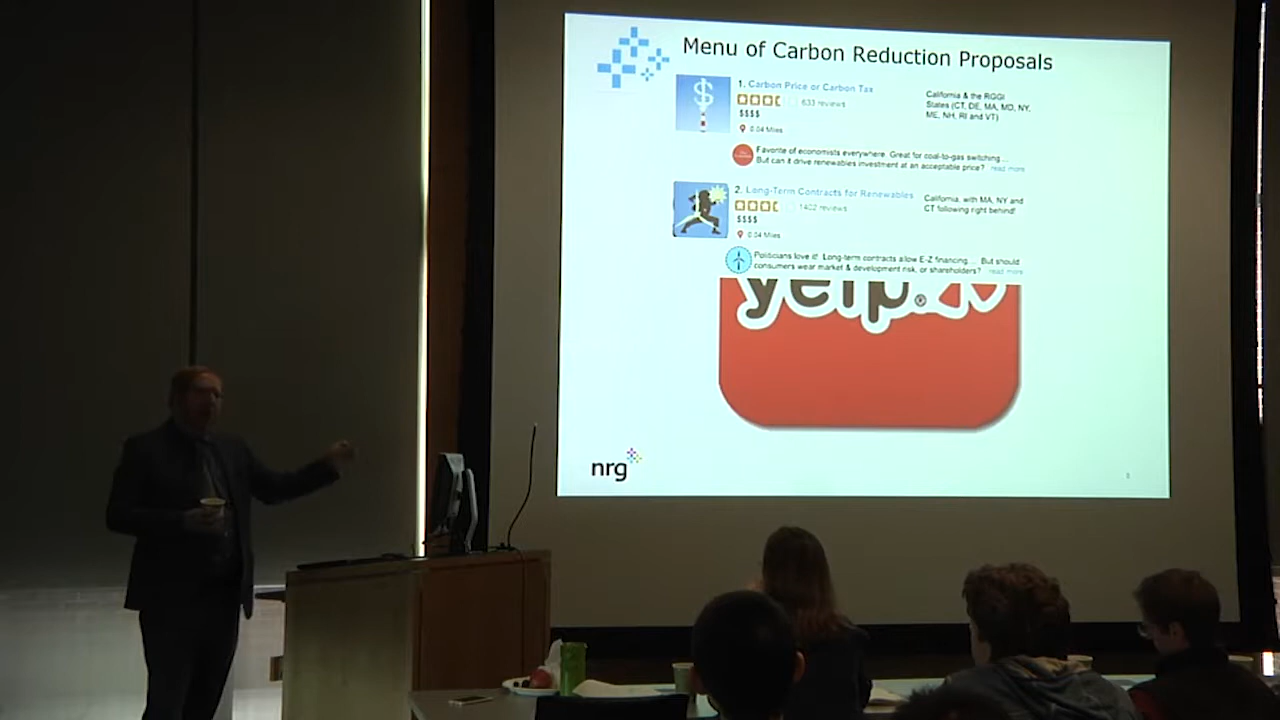 Menu of Carbon Reduction Proposals
1. Carbon Price or Carbon Tax
633 reviews
$$$$
0.04 Miles
California & the RGGI
States (CT, DE, MA, MD, NY,
ME, NH, RI and VT)
Favorite of economists everywhere. Great for coal-to-gas switching...
But can it drive renewables investment at an acceptable price? read more
2. Long-Term Contracts for Renewables
1402 reviews
$$$$
0.04 Miles
California, with MA, NY and
CT following right behind!
Politicians love it! Long-term contracts allow E-Z financing... But should
consumers wear market & development risk, or shareholders? read more
yelp®
nrg